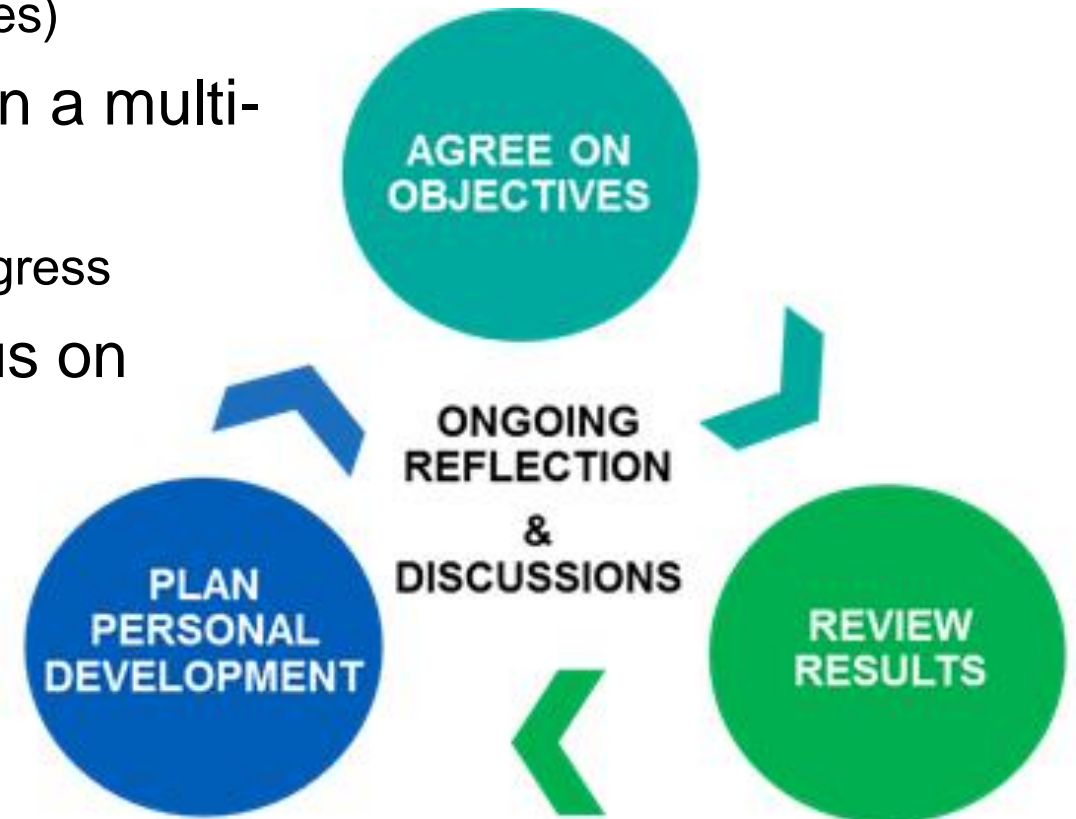 es)
n a multi-
gress
us on
AGREE ON
OBJECTIVES
ONGOING
REFLECTION
&
DISCUSSIONS
PLAN
PERSONAL
DEVELOPMENT
REVIEW
RESULTS